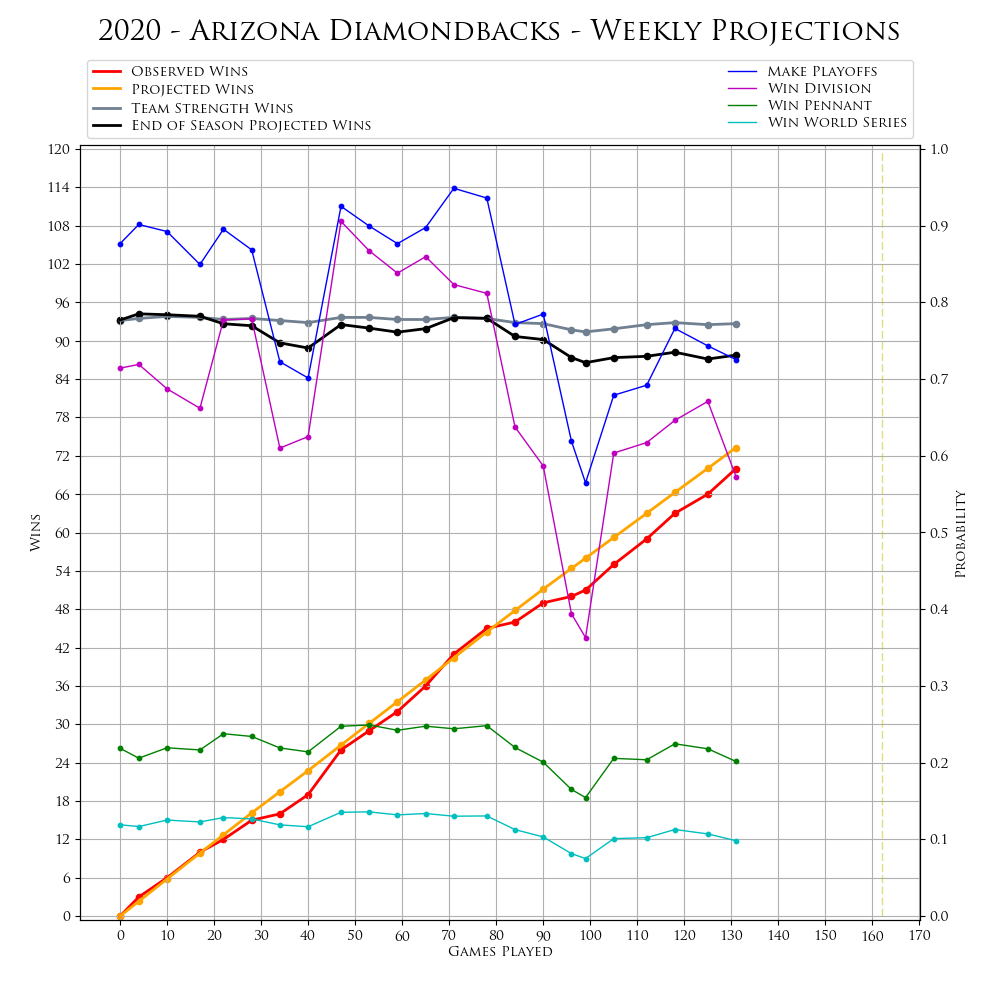 2020 - Arizona Diamondbacks - Weekly Projections
Observed Wins
Projected Wins
Team Strength Wins
End of Season Projected Wins
Make Playoffs
Win Division
Win Pennant
Win World Series
120
114
108
102
96
90
84
78
72
66
60
54
48
42
36
30
24
18
12
6
0
Wins
1.0
0.9
0.8
0.7
0.6
0.5
0.4
0.3
0.2
0.1
0.0
Probability
0 10 20 30 40 50 60 70 80 90 100 110 120 130 140 150 160 170
Games Played